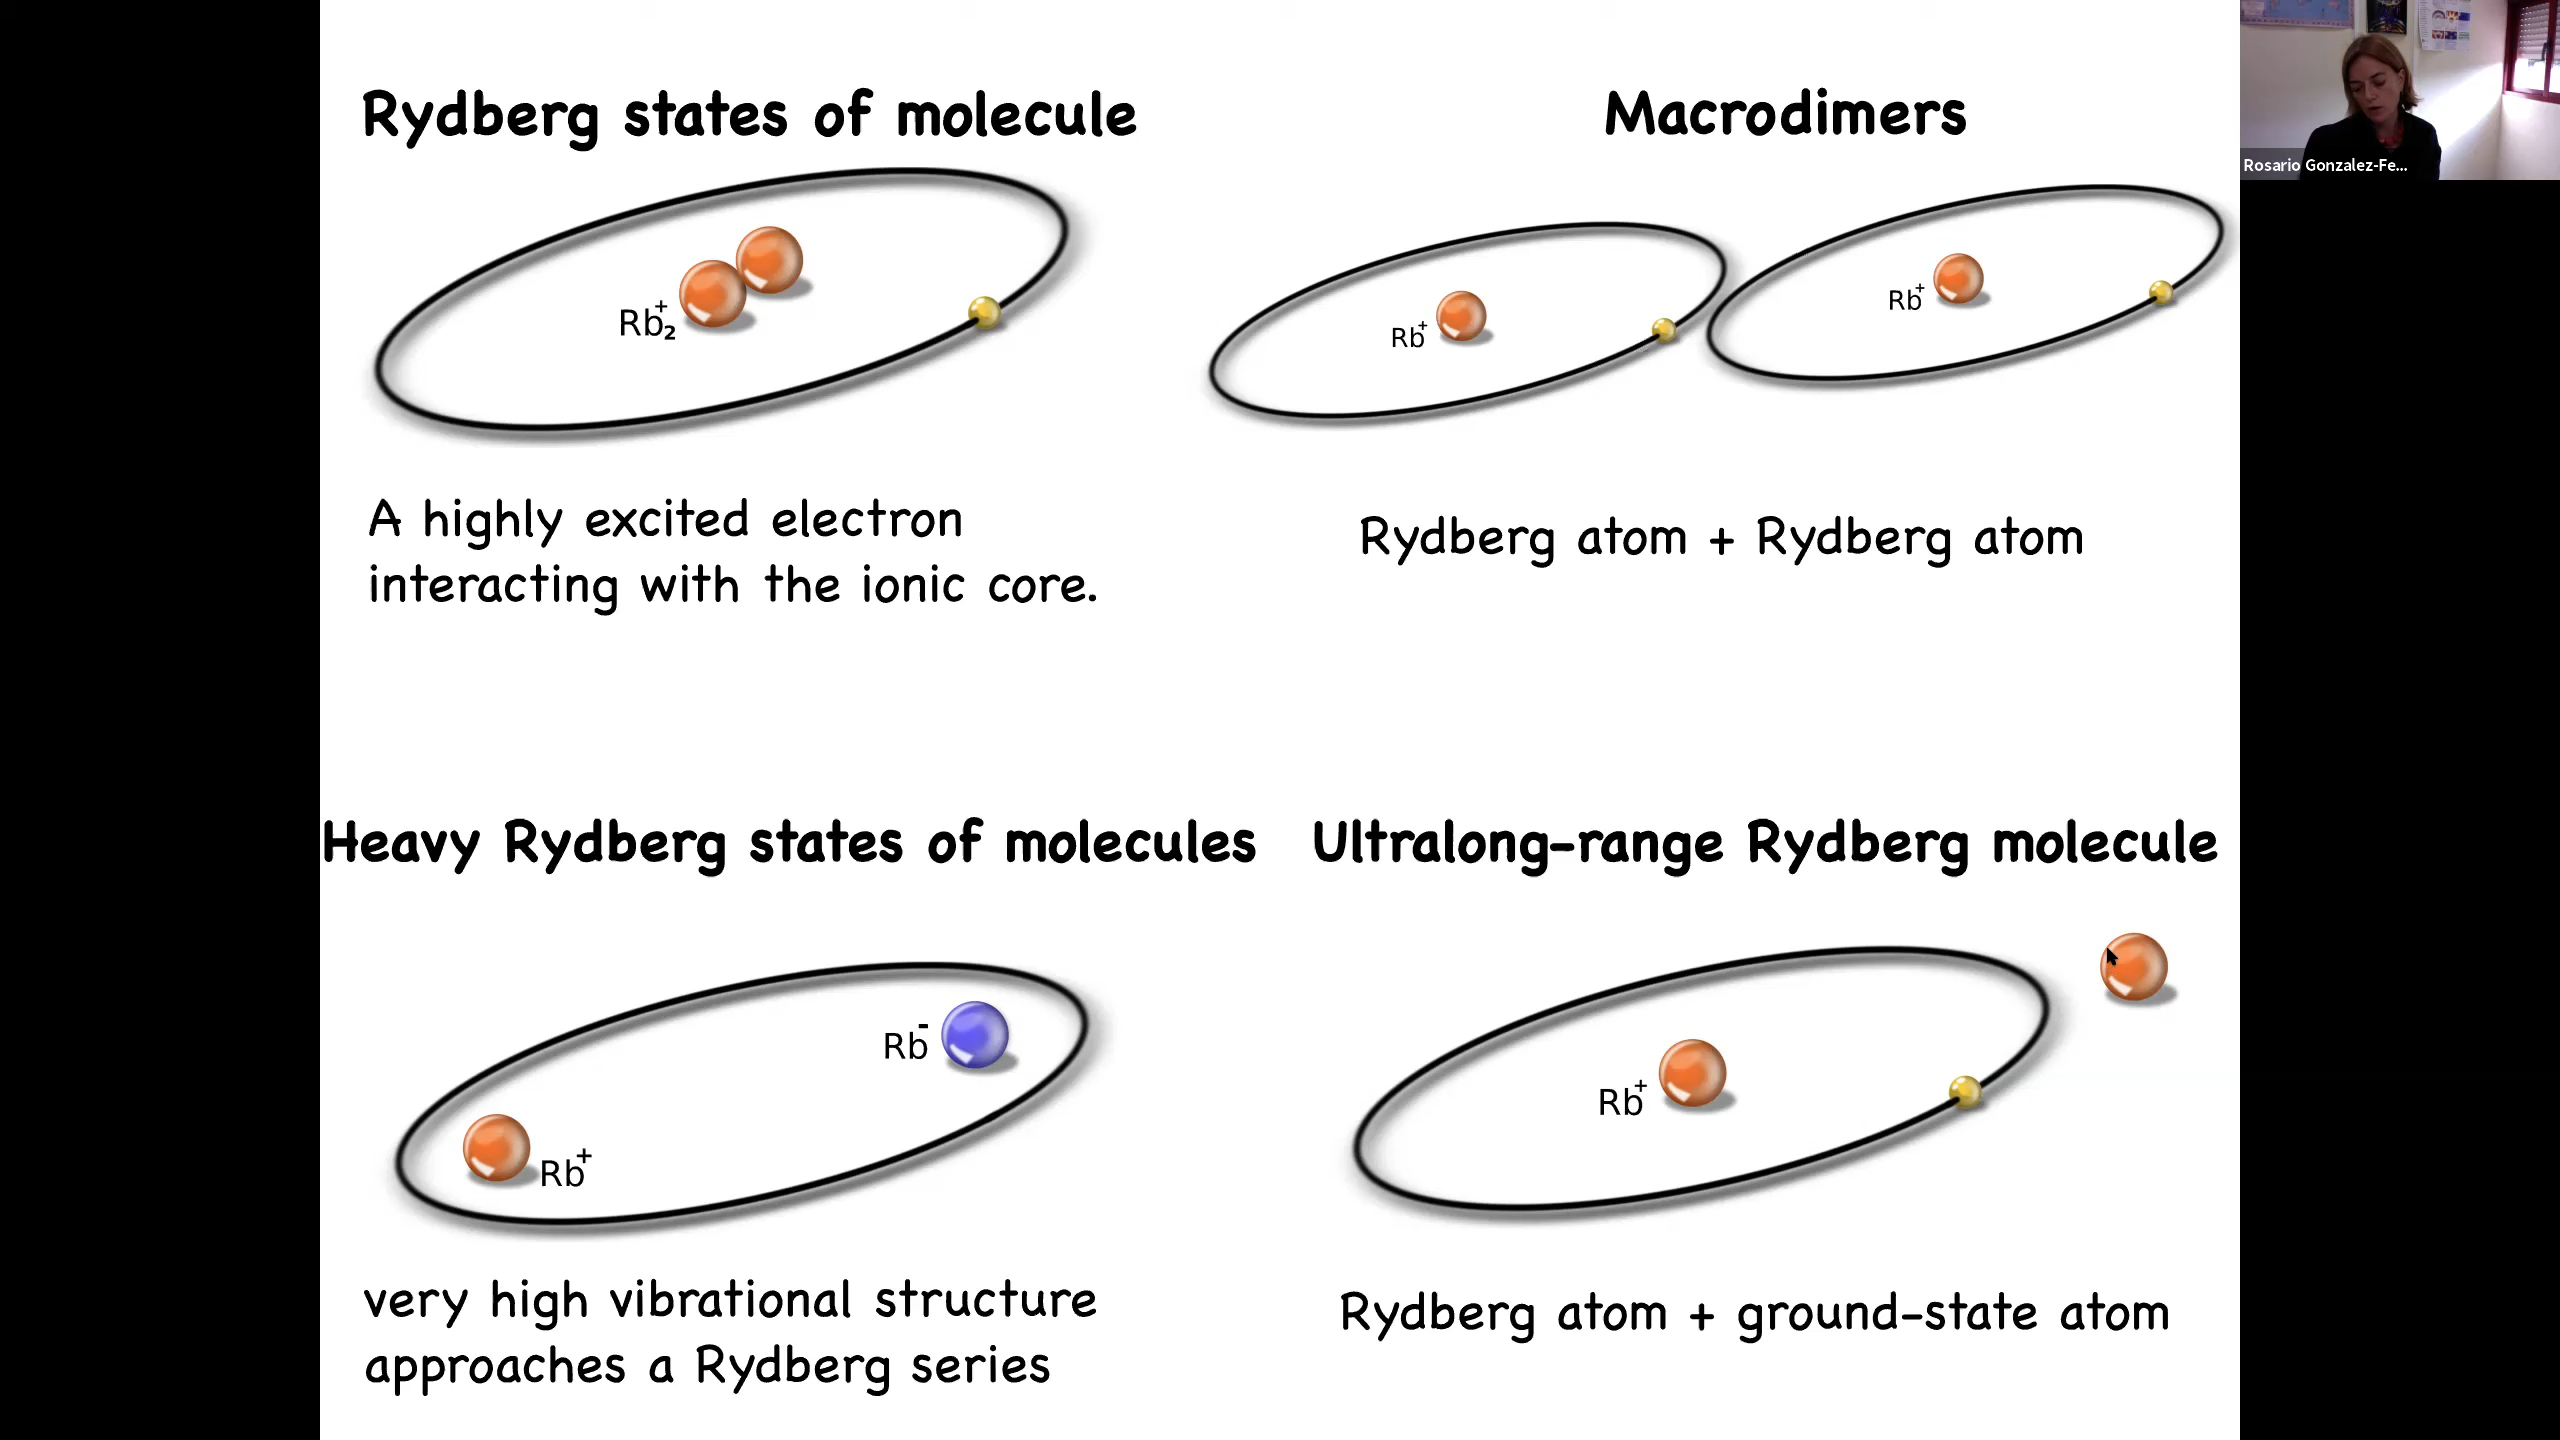 Rydberg states of molecule
Rb₂⁺
A highly excited electron
interacting with the ionic core.
Macrodimers
Rb⁺
Rb⁺
Rydberg atom + Rydberg atom
Heavy Rydberg states of molecules
Rb⁻
Rb⁺
very high vibrational structure
approaches a Rydberg series
Ultralong-range Rydberg molecule
Rb⁺
Rydberg atom + ground-state atom
Rosario Gonzalez-Fe...